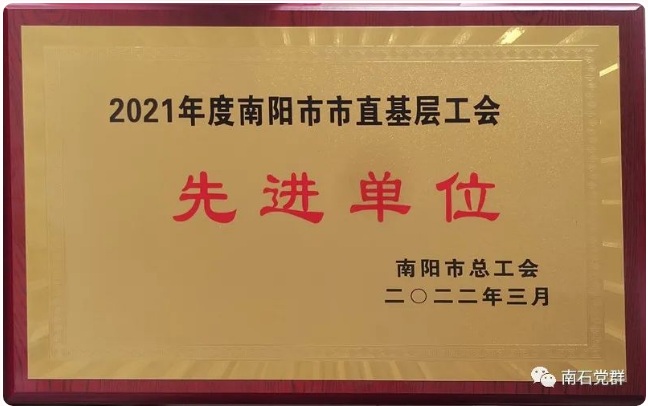 2021年度南阳市市直基层工会
先进单位
南阳市总工会
二〇二二年三月
南石党群